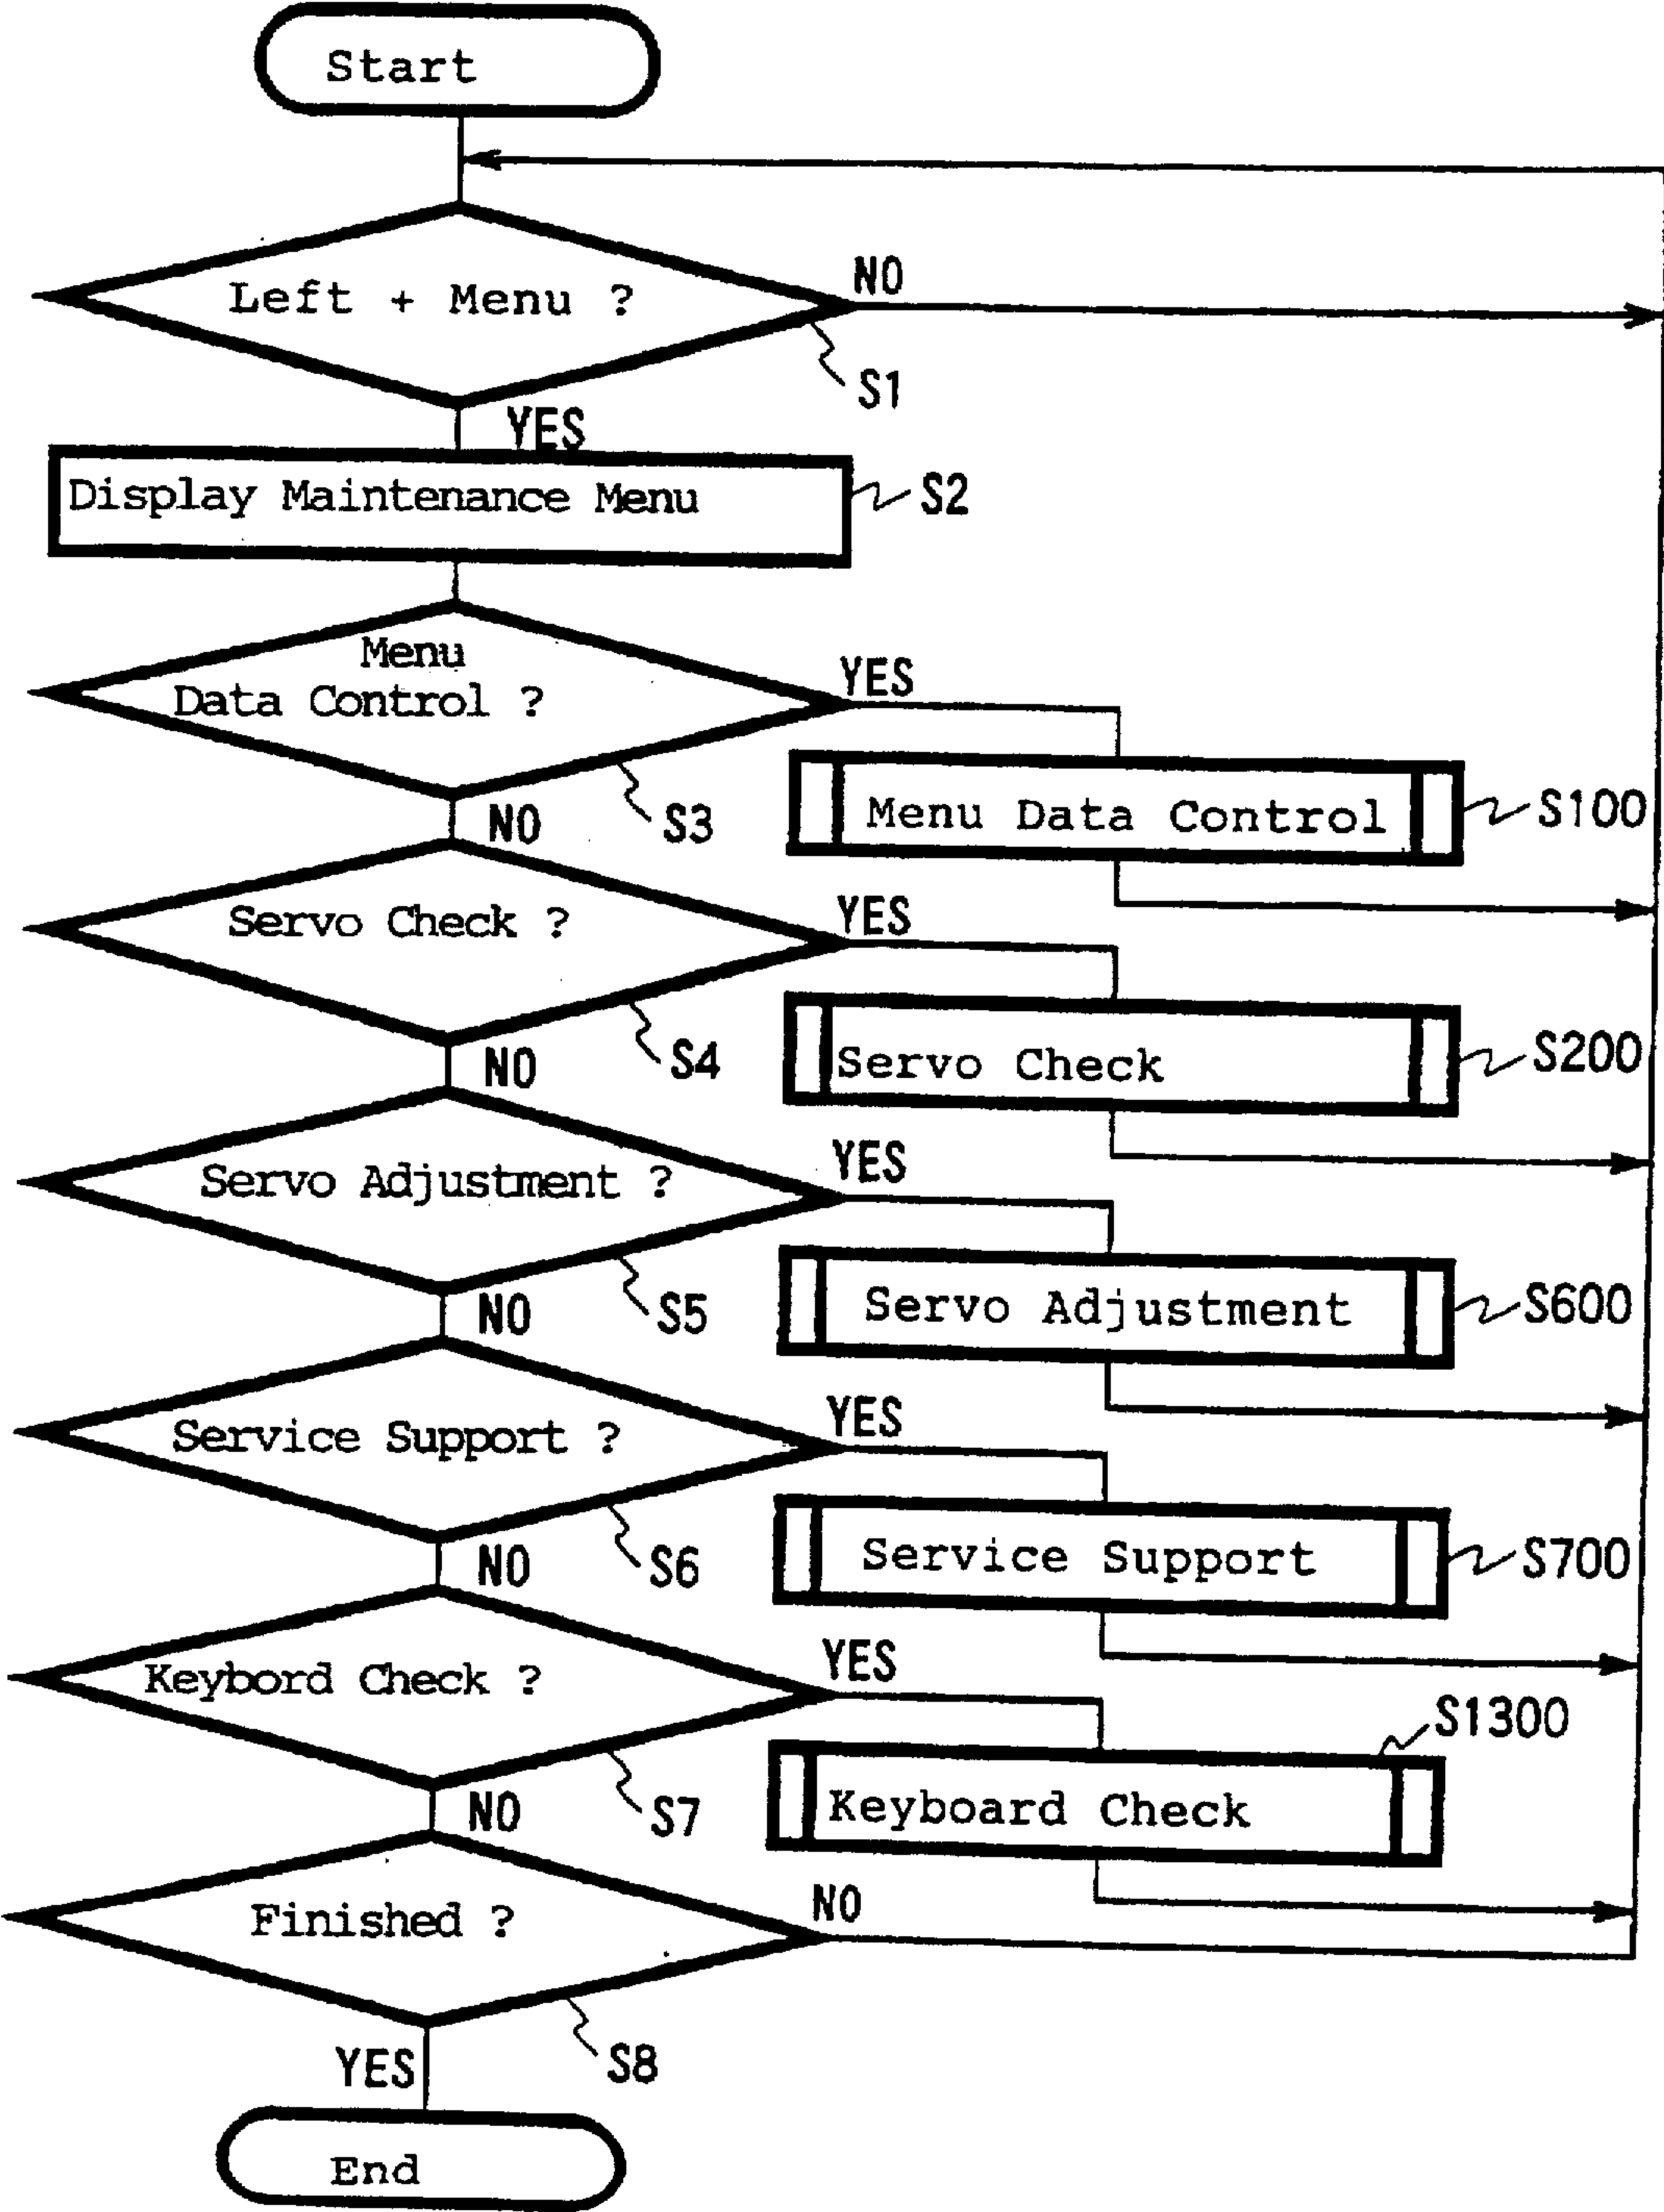 Start
Left + Menu ?
NO
S1
YES
Display Maintenance Menu
S2
Menu
Data Control ?
YES
S3
NO
Menu Data Control
S100
Servo Check ?
YES
S4
NO
Servo Check
S200
Servo Adjustment ?
YES
S5
NO
Servo Adjustment
S600
Service Support ?
YES
S6
NO
Service Support
S700
Keybord Check ?
YES
S7
NO
S1300
Keyboard Check
Finished ?
NO
S8
YES
End